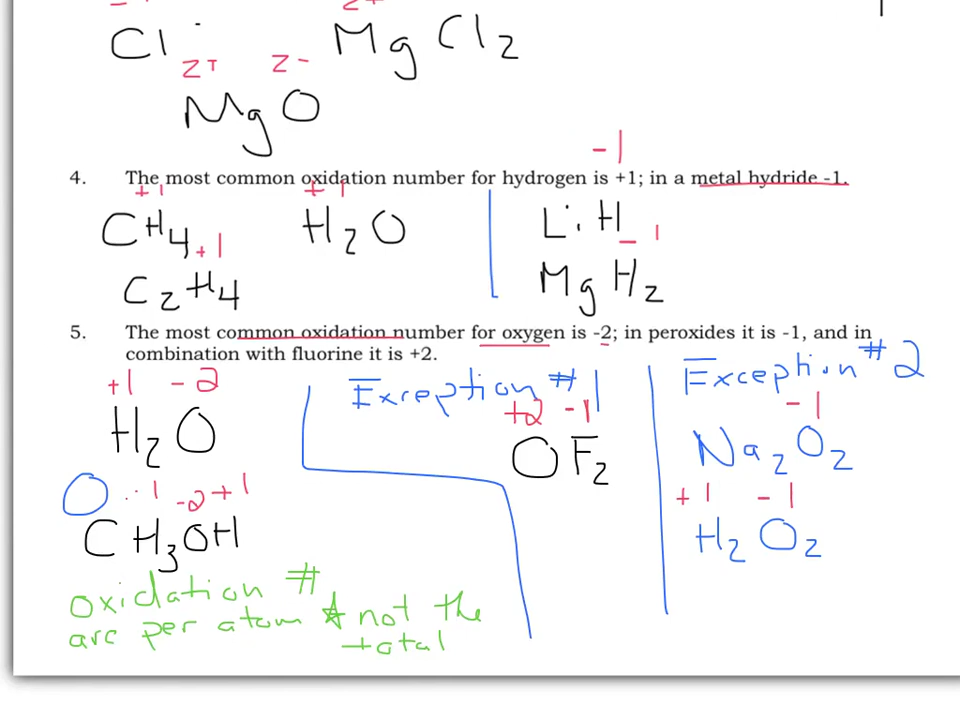 Cl MgCl2
2+ 2-
MgO
-1
4. The most common oxidation number for hydrogen is +1; in a metal hydride -1.
+1 +1
CH4 H2O LiH
+1 -1
C2H4 MgH2
5. The most common oxidation number for oxygen is -2; in peroxides it is -1, and in
combination with fluorine it is +2.
Exception #1 Exception #2
+1 -2 +2 -1 -1
H2O OF2 Na2O2
-2 +1 +1 -1
CH3OH H2O2
oxidation #
are per atom not the
total